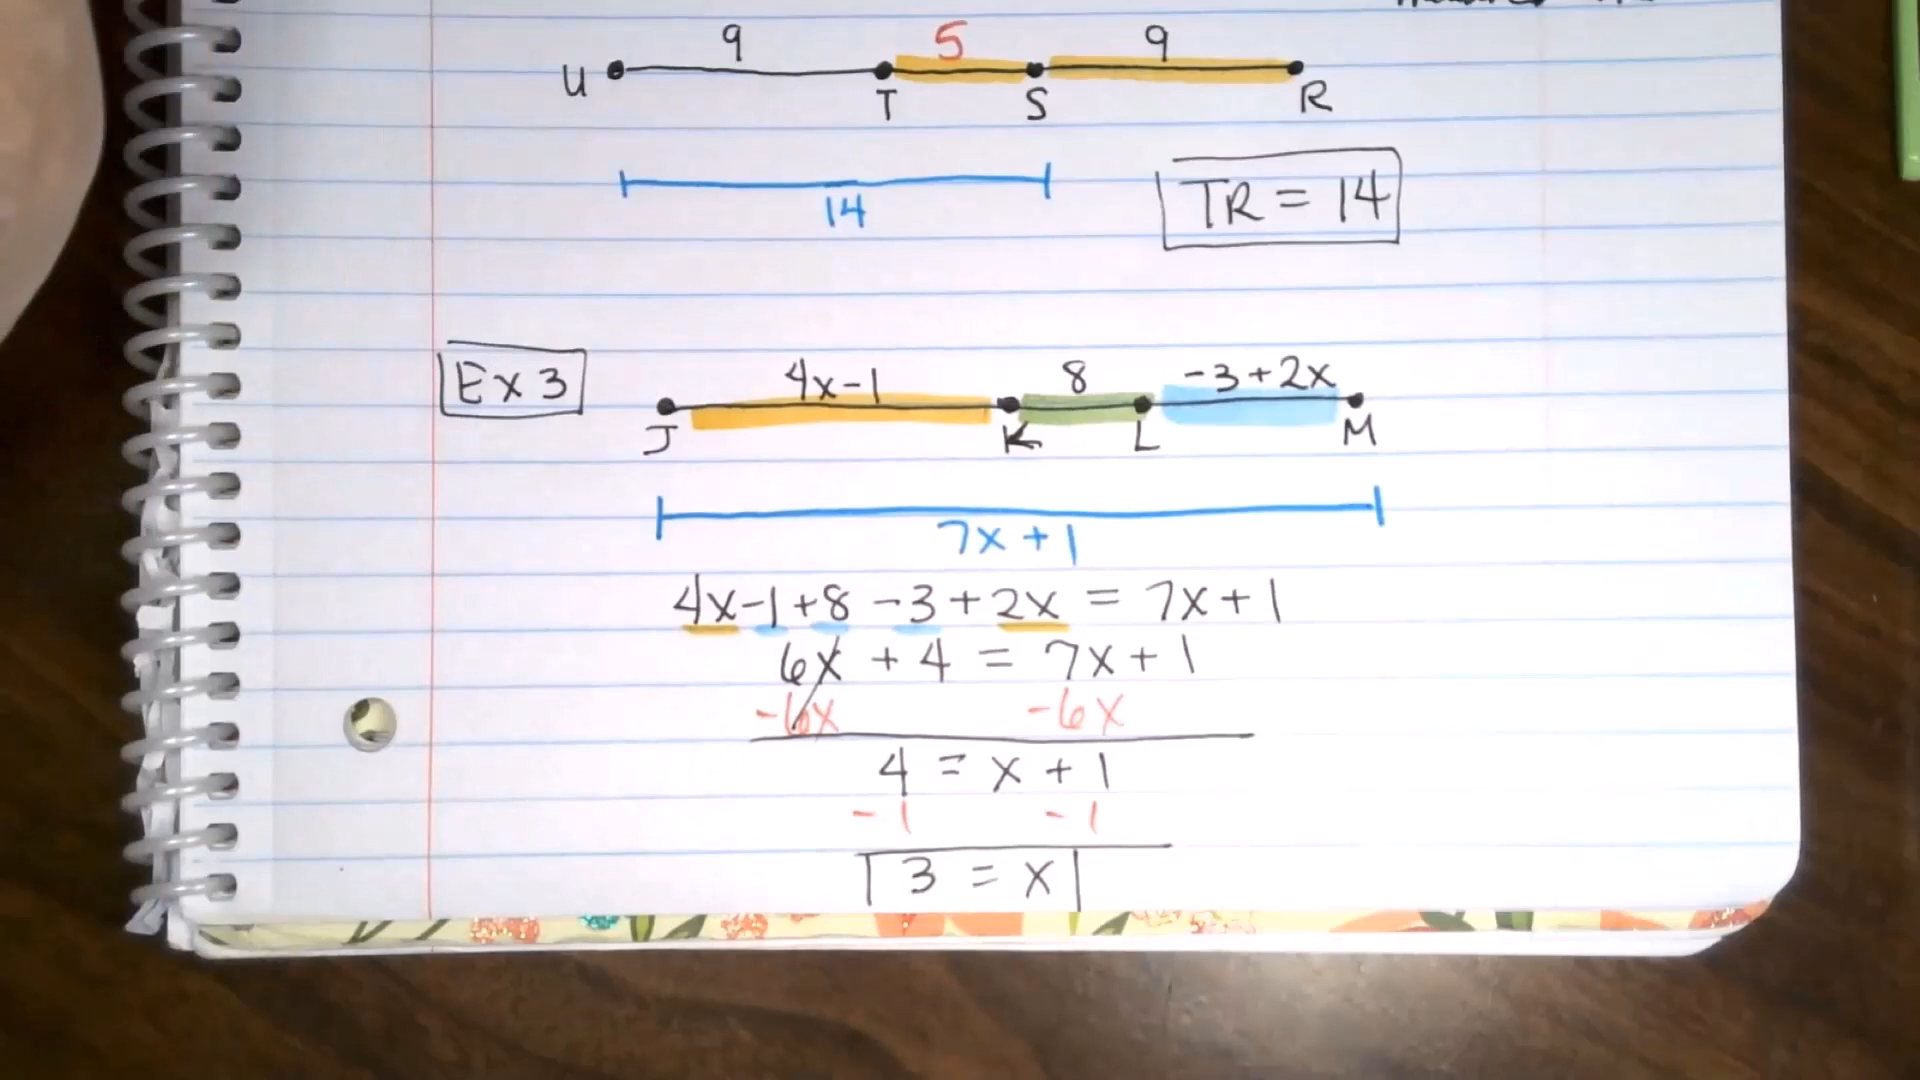 9 5 9
U T S R
14
TR = 14
Ex 3
4x-1 8 -3+2x
J K L M
7x + 1
4x-1+8-3+2x = 7x+1
6x + 4 = 7x+1
-6x -6x
4 = x + 1
-1 -1
3 = x